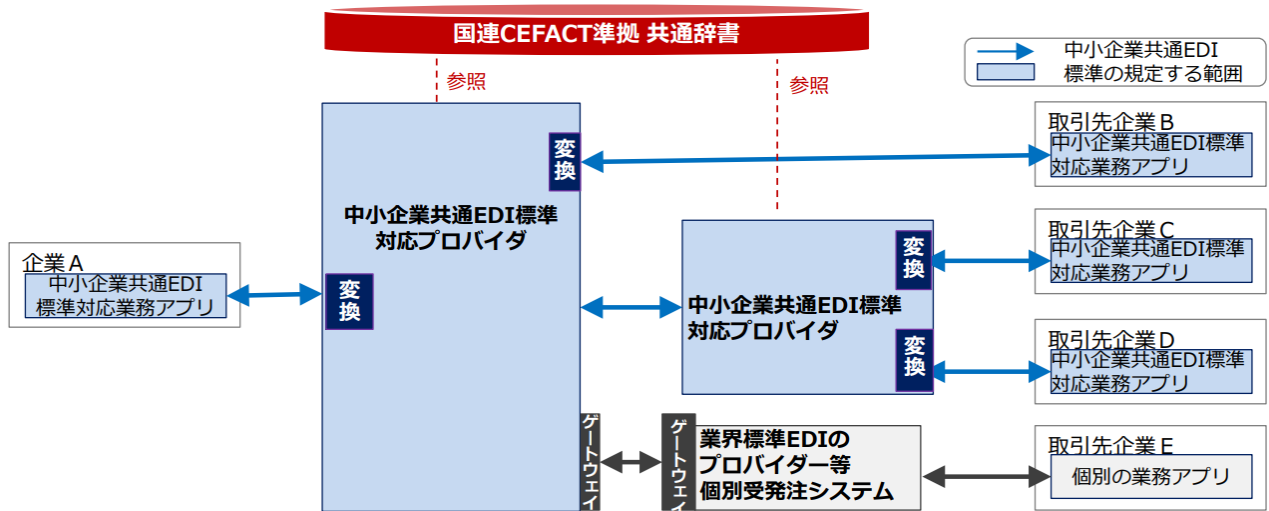 国連CEFACT準拠 共通辞書
中小企業共通EDI
標準の規定する範囲
参照
参照
変換
中小企業共通EDI標準
対応プロバイダ
企業A
中小企業共通EDI
標準対応業務アプリ
変換
中小企業共通EDI標準
対応プロバイダ
変換
変換
取引先企業B
中小企業共通EDI標準
対応業務アプリ
取引先企業C
中小企業共通EDI標準
対応業務アプリ
取引先企業D
中小企業共通EDI標準
対応業務アプリ
ゲートウェイ
ゲートウェイ
業界標準EDIの
プロバイダー等
個別受発注システム
取引先企業E
個別の業務アプリ